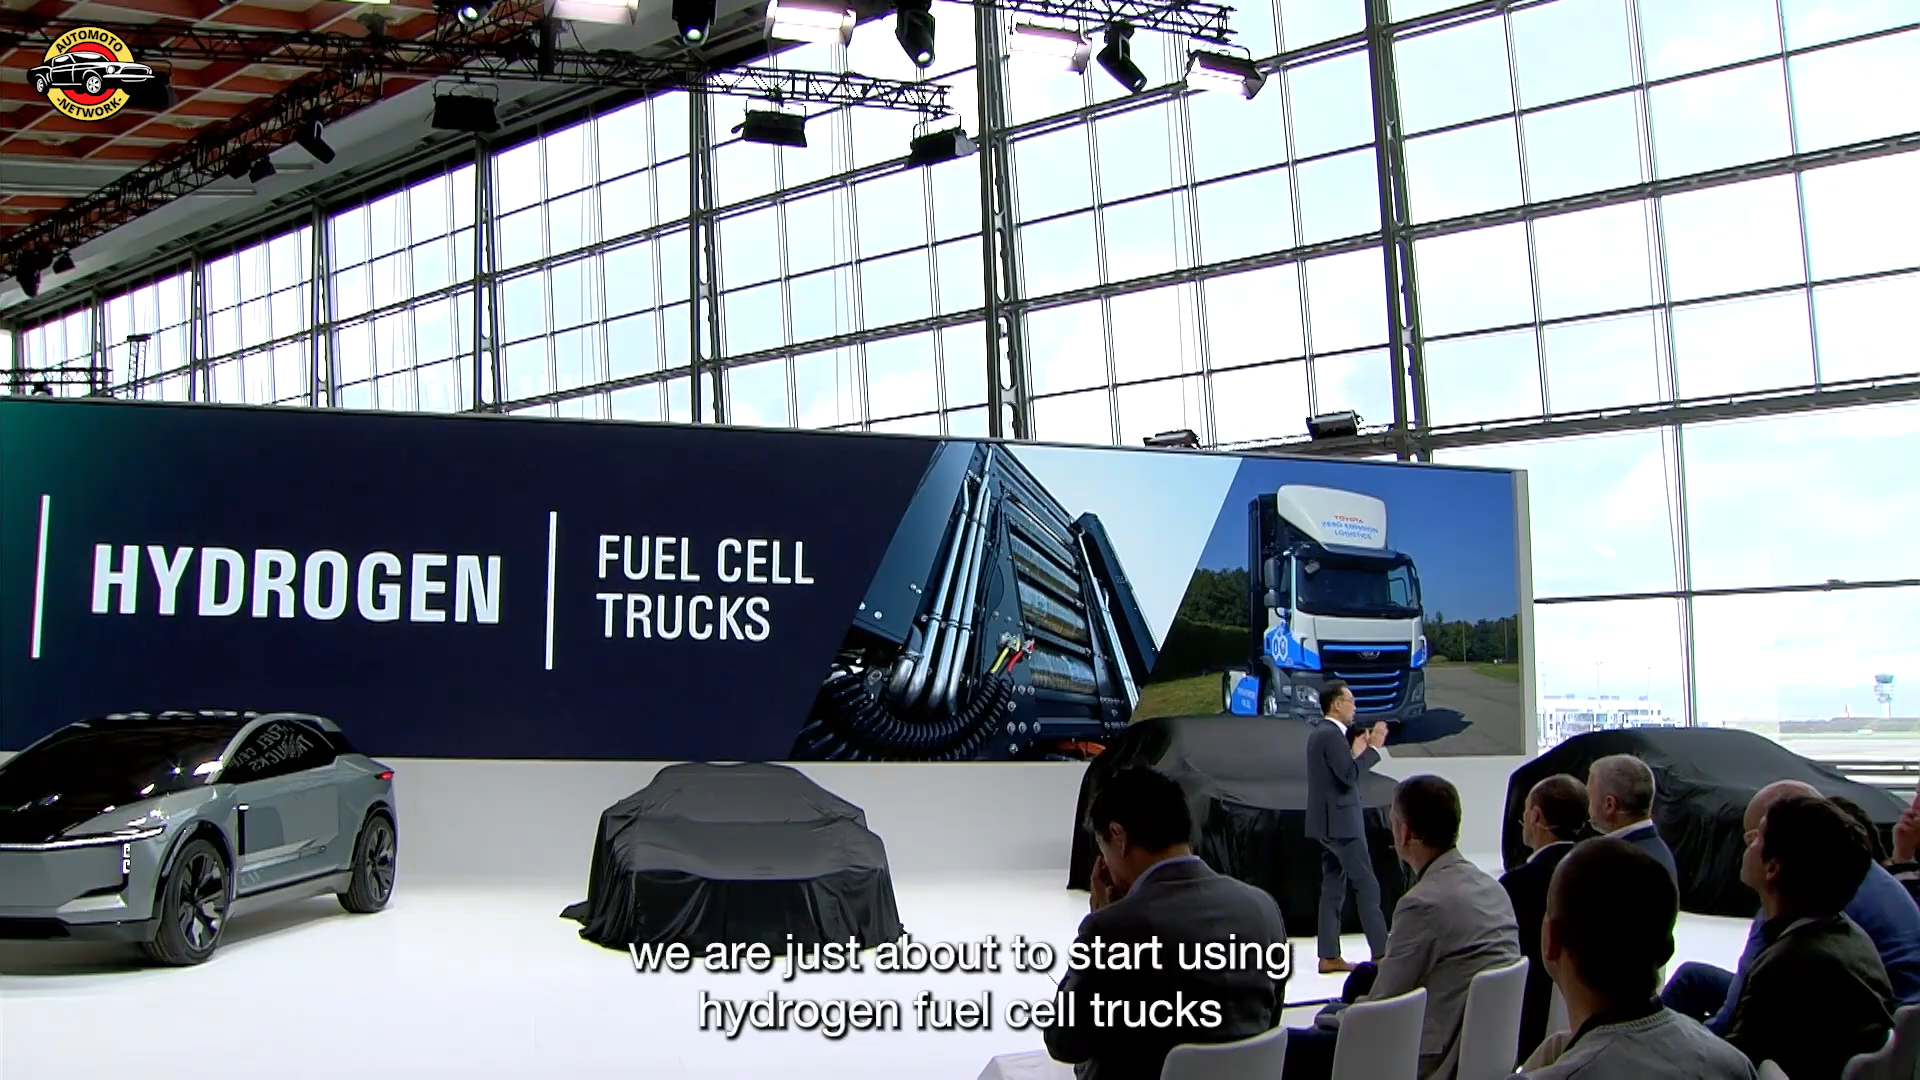 AUTOMOTO
NETWORK
HYDROGEN
FUEL CELL
TRUCKS
TOYOTA
ZERO EMISSION
LOGISTICS
we are just about to start using
hydrogen fuel cell trucks